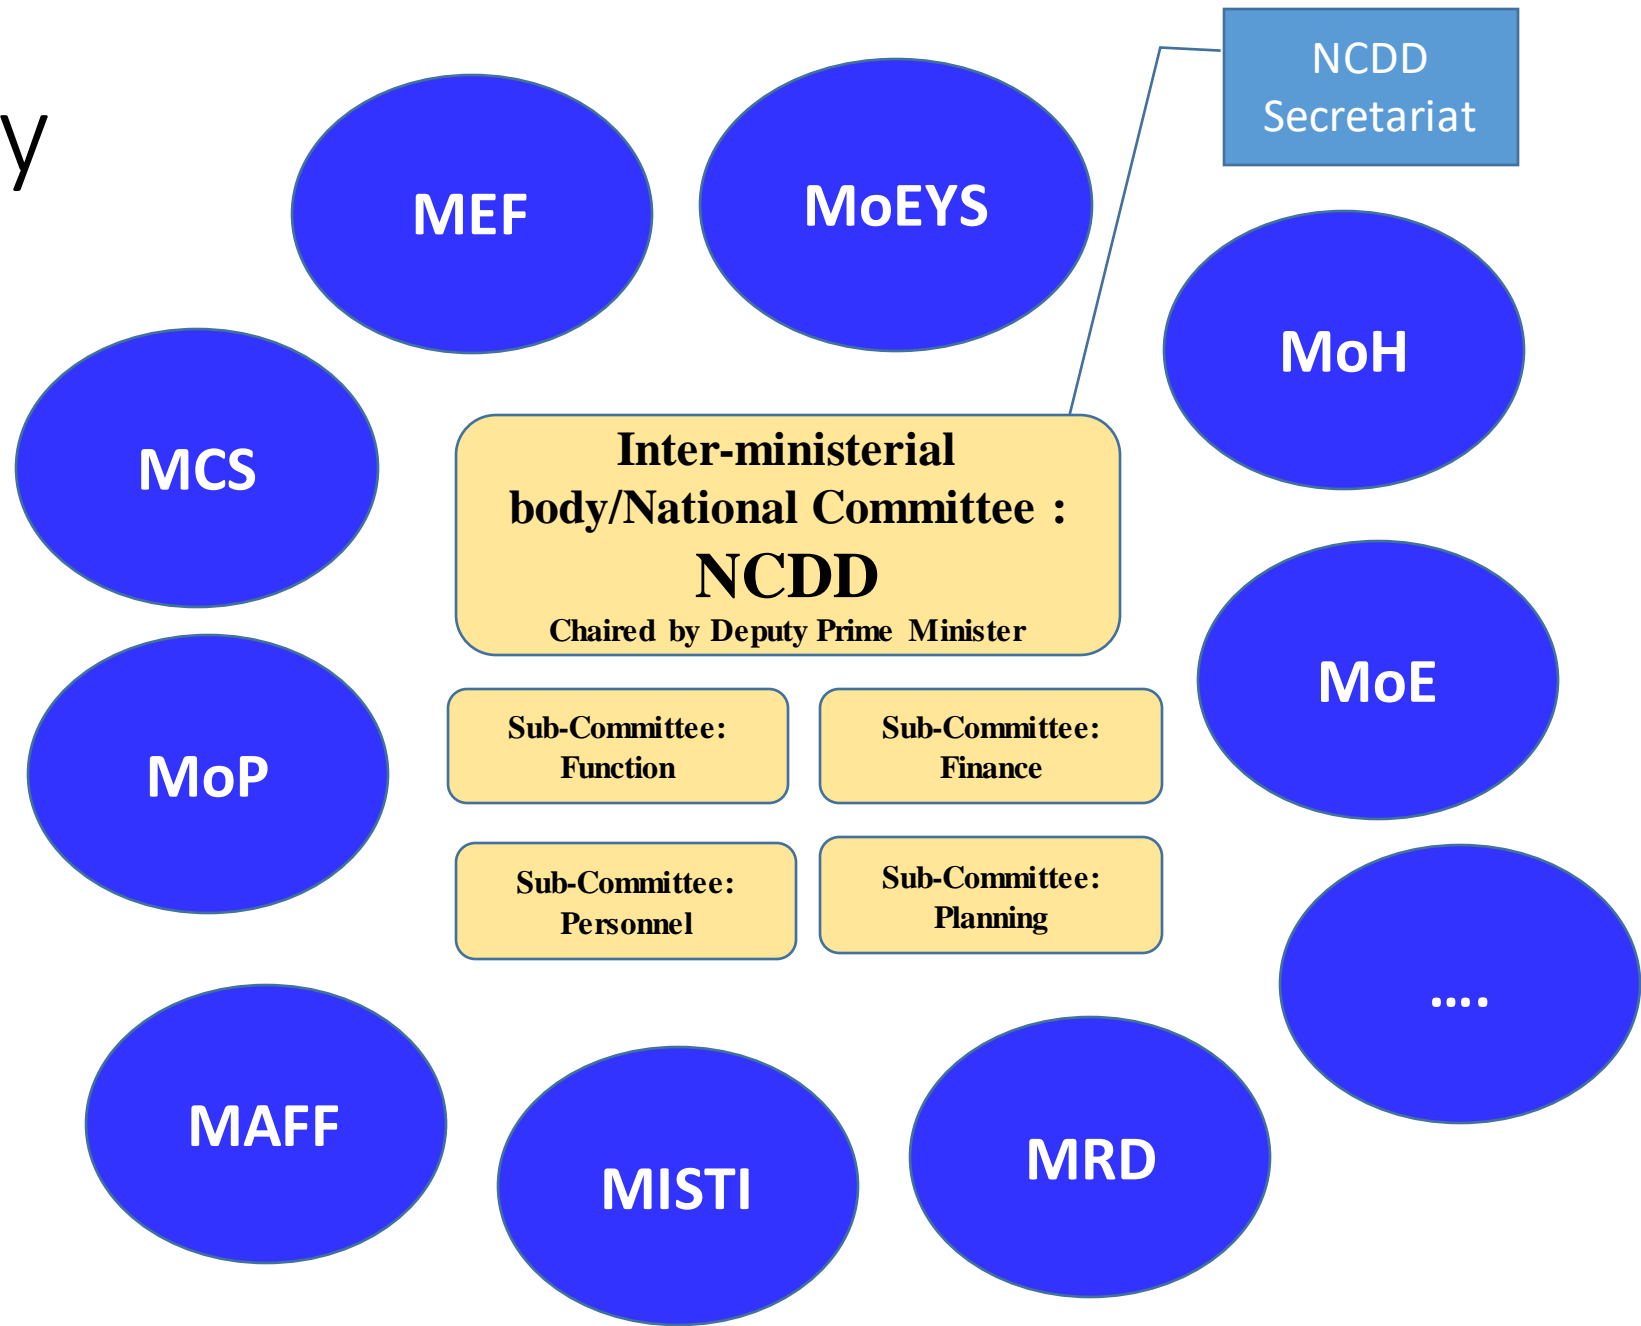 y
NCDD
Secretariat
MEF
MoEYS
MoH
MCS
Inter-ministerial
body/National Committee :
NCDD
Chaired by Deputy Prime Minister
MoE
MoP
Sub-Committee:
Function
Sub-Committee:
Finance
Sub-Committee:
Personnel
Sub-Committee:
Planning
....
MAFF
MISTI
MRD